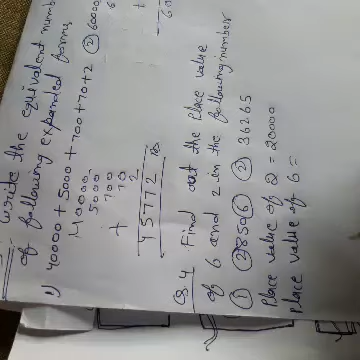 Write the equivalent numb
of following expanded forms
1) 40000+5000+700+70+2 ② 60000
40000
5000
700
+ 70
2
45772
Q.4 Find out the place value
of 6 and 2 in the following number
① 28506 ② 36265
Place value of 2 = 20000
Place value of 6 =